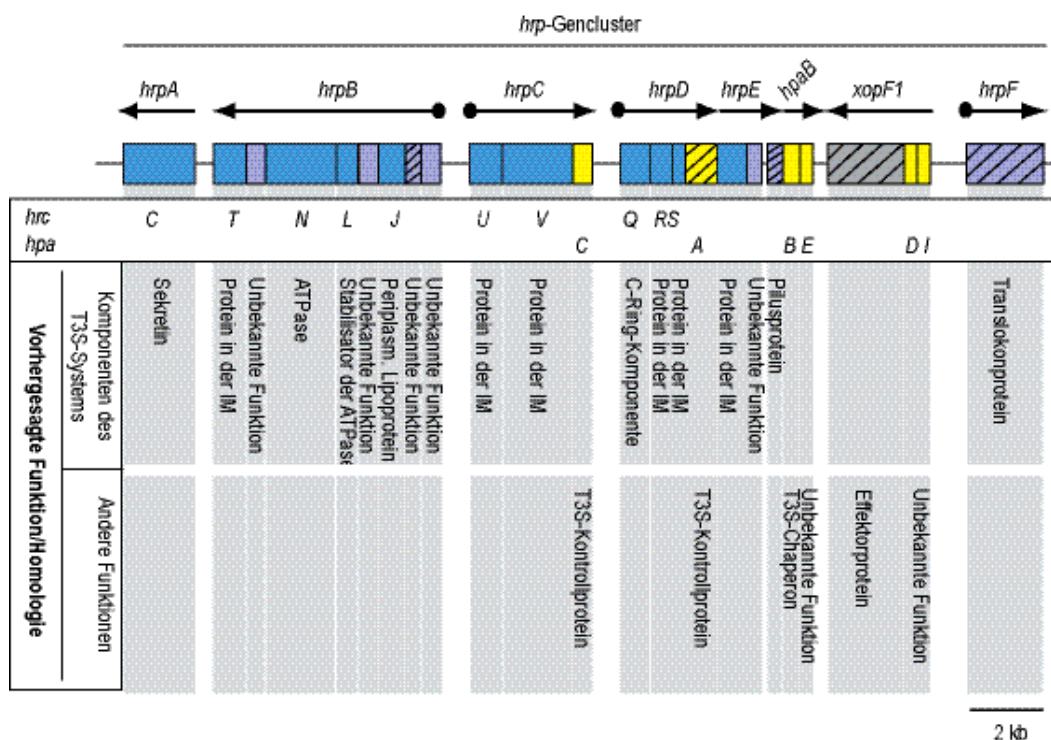 hrp-Gencluster
hrpA
hrpB
hrpC
hrpD
hrpE
hpaB
xopF1
hrpF
hrc
C
T
N
L
J
U
V
Q
RS
hpa
C
A
B E
D I
Vorhergesagte Funktion/Homologie
Komponenten des
T3S-Systems
Sekretin
Protein in der IM
Unbekannte Funktion
ATPase
Stabilisator der ATPase
Unbekannte Funktion
Periplasm. Lipoprotein
Unbekannte Funktion
Unbekannte Funktion
Protein in der IM
Protein in der IM
C-Ring-Komponente
Protein in der IM
Protein in der IM
Protein in der IM
Unbekannte Funktion
Pilusprotein
Translokonprotein
Andere Funktionen
T3S-Kontrollprotein
T3S-Kontrollprotein
T3S-Chaperon
Unbekannte Funktion
Effektorprotein
Unbekannte Funktion
2 kb